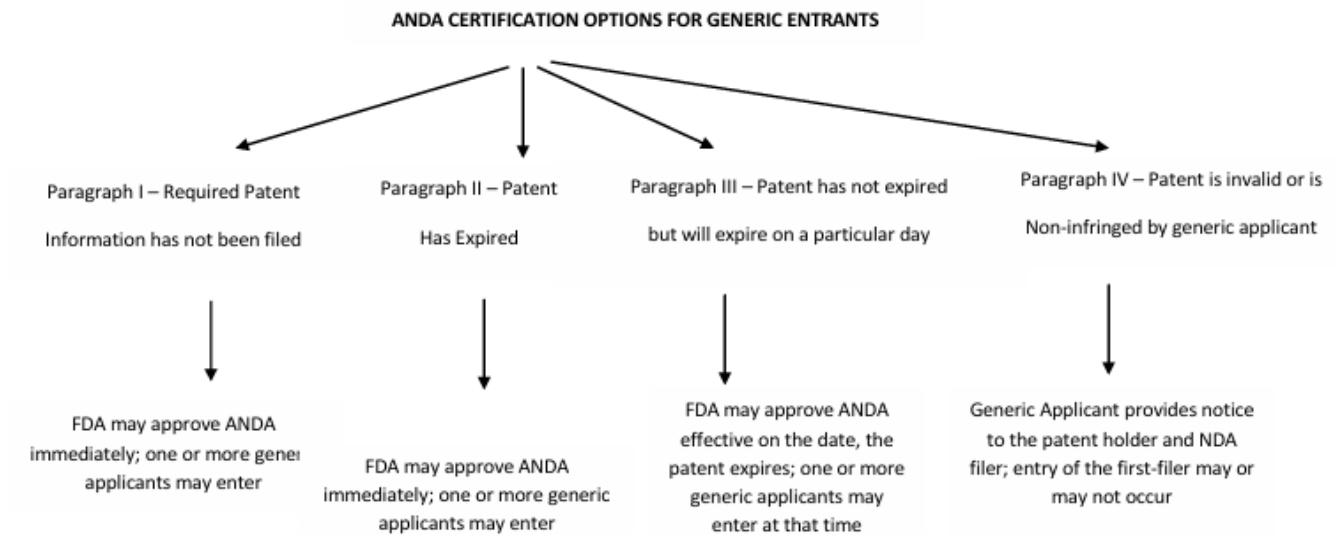 ANDA CERTIFICATION OPTIONS FOR GENERIC ENTRANTS
Paragraph I – Required Patent
Information has not been filed
Paragraph II – Patent
Has Expired
Paragraph III – Patent has not expired
but will expire on a particular day
Paragraph IV – Patent is invalid or is
Non-infringed by generic applicant
FDA may approve ANDA
immediately; one or more gener
applicants may enter
FDA may approve ANDA
immediately; one or more generic
applicants may enter
FDA may approve ANDA
effective on the date, the
patent expires; one or more
generic applicants may
enter at that time
Generic Applicant provides notice
to the patent holder and NDA
filer; entry of the first-filer may or
may not occur